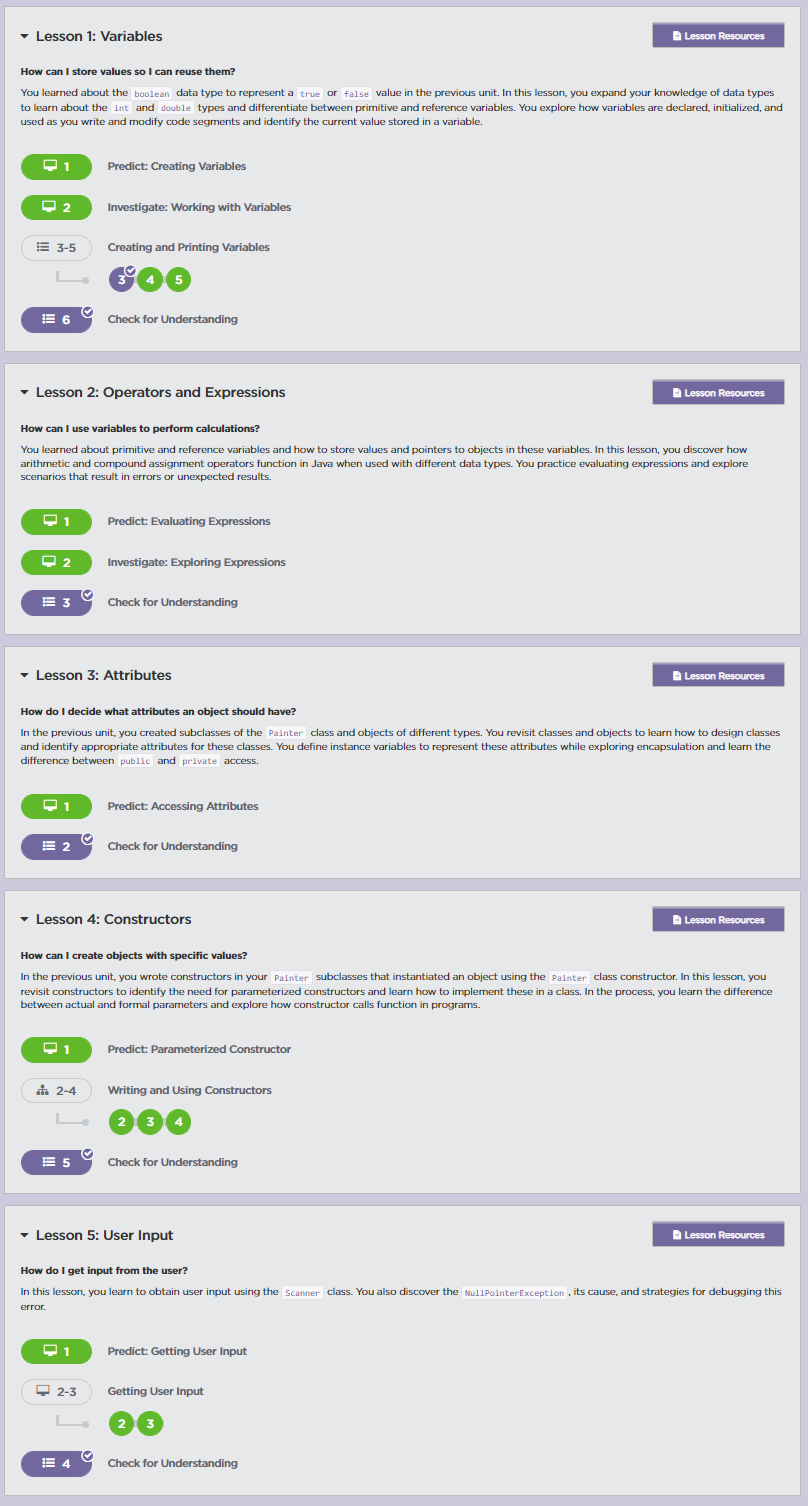 Lesson 1: Variables
Lesson Resources
How can I store values so I can reuse them?
You learned about the boolean data type to represent a true or false value in the previous unit. In this lesson, you expand your knowledge of data types
to learn about the int and double types and differentiate between primitive and reference variables. You explore how variables are declared, initialized, and
used as you write and modify code segments and identify the current value stored in a variable.
1 Predict: Creating Variables
2 Investigate: Working with Variables
3-5 Creating and Printing Variables
3 4 5
6 Check for Understanding
Lesson 2: Operators and Expressions
Lesson Resources
How can I use variables to perform calculations?
You learned about primitive and reference variables and how to store values and pointers to objects in these variables. In this lesson, you discover how
arithmetic and compound assignment operators function in Java when used with different data types. You practice evaluating expressions and explore
scenarios that result in errors or unexpected results.
1 Predict: Evaluating Expressions
2 Investigate: Exploring Expressions
3 Check for Understanding
Lesson 3: Attributes
Lesson Resources
How do I decide what attributes an object should have?
In the previous unit, you created subclasses of the Painter class and objects of different types. You revisit classes and objects to learn how to design classes
and identify appropriate attributes for these classes. You define instance variables to represent these attributes while exploring encapsulation and learn the
difference between public and private access.
1 Predict: Accessing Attributes
2 Check for Understanding
Lesson 4: Constructors
Lesson Resources
How can I create objects with specific values?
In the previous unit, you wrote constructors in your Painter subclasses that instantiated an object using the Painter class constructor. In this lesson, you
revisit constructors to identify the need for parameterized constructors and learn how to implement these in a class. In the process, you learn the difference
between actual and formal parameters and explore how constructor calls function in programs.
1 Predict: Parameterized Constructor
2-4 Writing and Using Constructors
2 3 4
5 Check for Understanding
Lesson 5: User Input
Lesson Resources
How do I get input from the user?
In this lesson, you learn to obtain user input using the Scanner class. You also discover the NullPointerException, its cause, and strategies for debugging this
error.
1 Predict: Getting User Input
2-3 Getting User Input
2 3
4 Check for Understanding